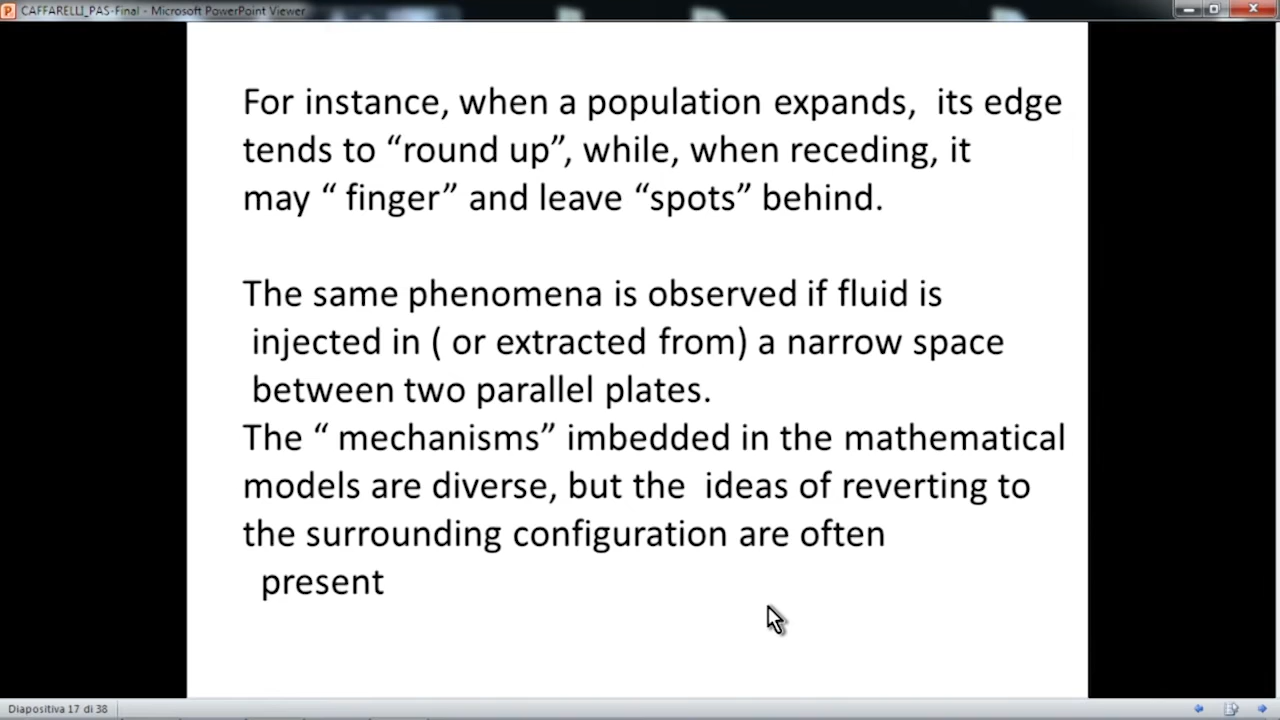 CAFFARELLI_PAS-Final - Microsoft PowerPoint Viewer
For instance, when a population expands,  its edge
tends to “round up”, while, when receding, it
may “ finger” and leave “spots” behind.
The same phenomena is observed if fluid is
injected in ( or extracted from) a narrow space
between two parallel plates.
The “ mechanisms” imbedded in the mathematical
models are diverse, but the  ideas of reverting to
the surrounding configuration are often
present
Diapositiva 17 di 38